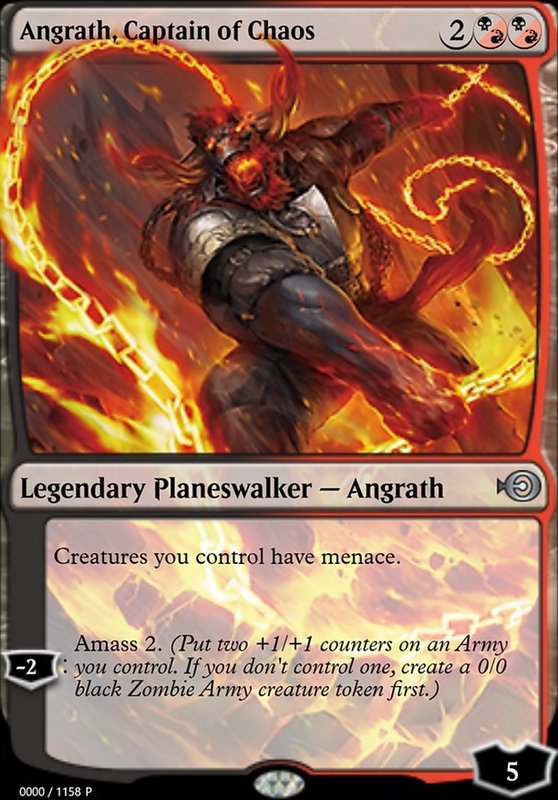 Angrath, Captain of Chaos 2
Legendary Planeswalker — Angrath
Creatures you control have menace.
Amass 2. (Put two +1/+1 counters on an Army
-2 : you control. If you don't control one, create a 0/0
black Zombie Army creature token first.)
5
0000 / 1158 P